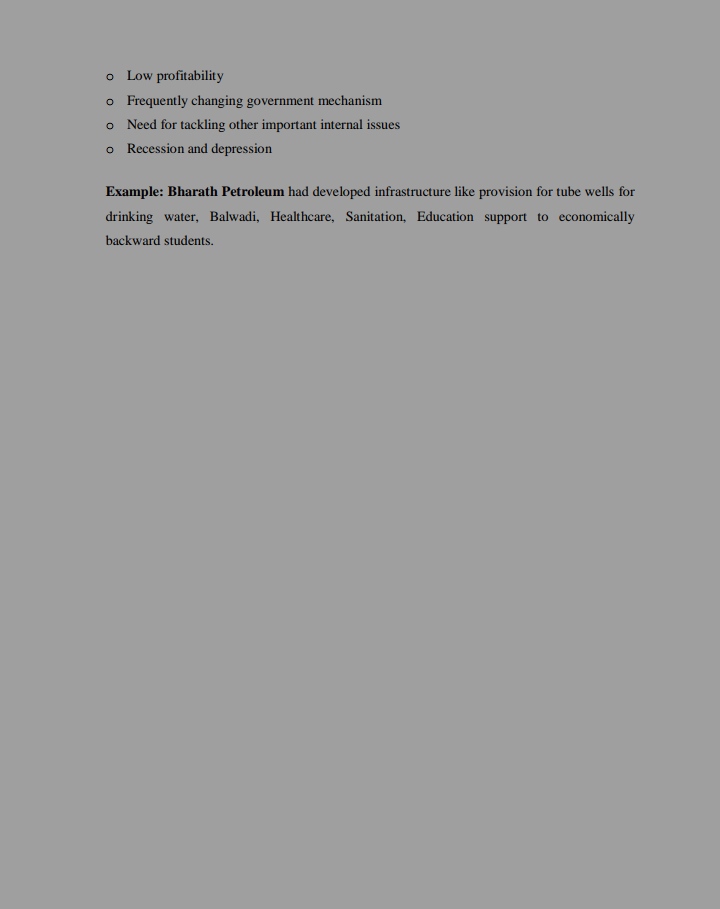 o Low profitability
o Frequently changing government mechanism
o Need for tackling other important internal issues
o Recession and depression
Example: Bharath Petroleum had developed infrastructure like provision for tube wells for
drinking water, Balwadi, Healthcare, Sanitation, Education support to economically
backward students.